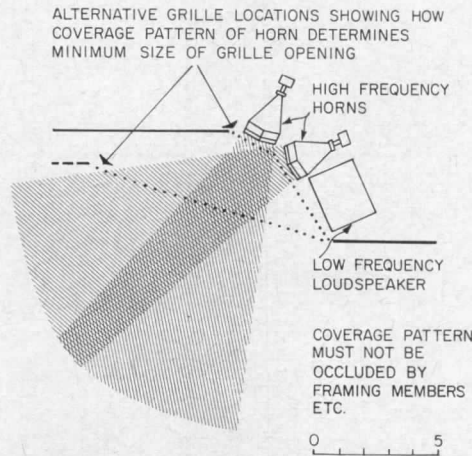 ALTERNATIVE GRILLE LOCATIONS SHOWING HOW
COVERAGE PATTERN OF HORN DETERMINES
MINIMUM SIZE OF GRILLE OPENING
HIGH FREQUENCY
HORNS
LOW FREQUENCY
LOUDSPEAKER
COVERAGE PATTERN
MUST NOT BE
OCCLUDED BY
FRAMING MEMBERS
ETC.
0 5